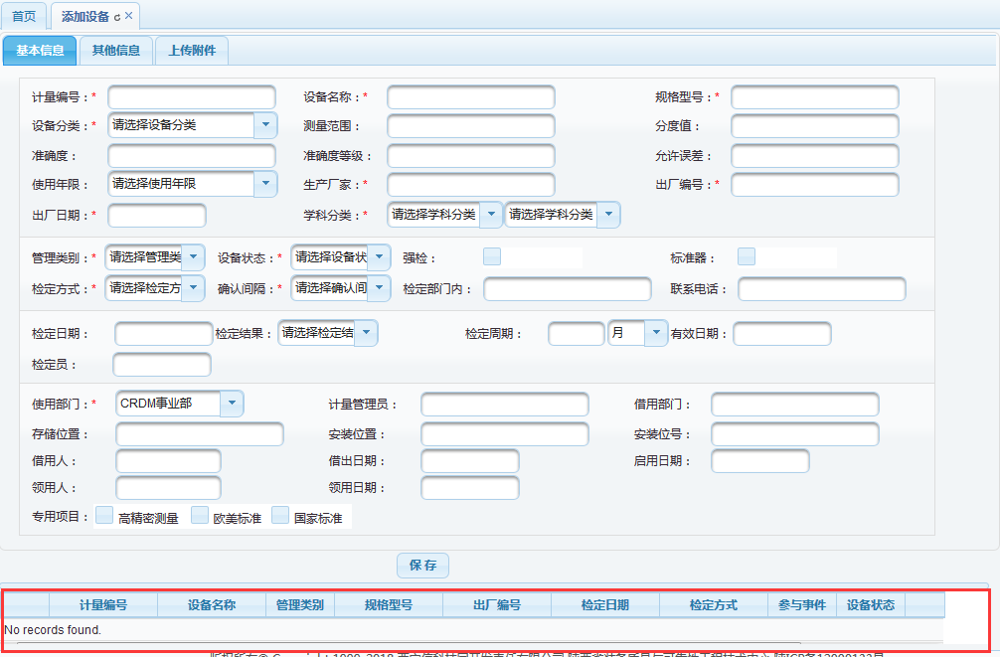 首页 添加设备
基本信息 其他信息 上传附件
计量编号：* 设备名称：* 规格型号：*
设备分类：* 请选择设备分类 测量范围： 分度值：
准确度： 准确度等级： 允许误差：
使用年限： 请选择使用年限 生产厂家：* 出厂编号：*
出厂日期：* 学科分类：* 请选择学科分类 请选择学科分类
管理类别：* 请选择管理类 设备状态：* 请选择设备状 强检： 标准器：
检定方式：* 请选择检定方 确认间隔：* 请选择确认间 检定部门内： 联系电话：
检定日期： 检定结果： 请选择检定结 检定周期： 月 有效日期：
检定员：
使用部门：* CRDM事业部 计量管理员： 借用部门：
存储位置： 安装位置： 安装位号：
借用人： 借出日期： 启用日期：
领用人： 领用日期：
专用项目： 高精密测量 欧美标准 国家标准
保存
计量编号 设备名称 管理类别 规格型号 出厂编号 检定日期 检定方式 参与事件 设备状态
No records found.